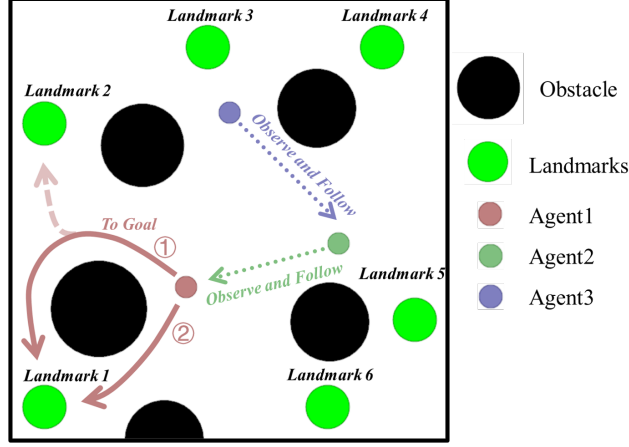 Landmark 3
Landmark 4
Landmark 2
Observe and Follow
To Goal
①
Observe and Follow
②
Landmark 5
Landmark 1
Landmark 6
Obstacle
Landmarks
Agent1
Agent2
Agent3